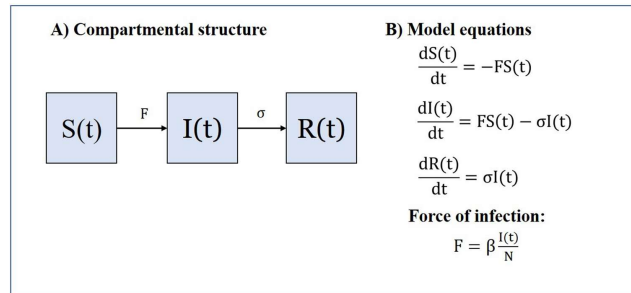 A) Compartmental structure
S(t)
F
I(t)
σ
R(t)
B) Model equations
dS(t)/dt = −FS(t)
dI(t)/dt = FS(t) − σI(t)
dR(t)/dt = σI(t)
Force of infection:
F = β I(t)/N